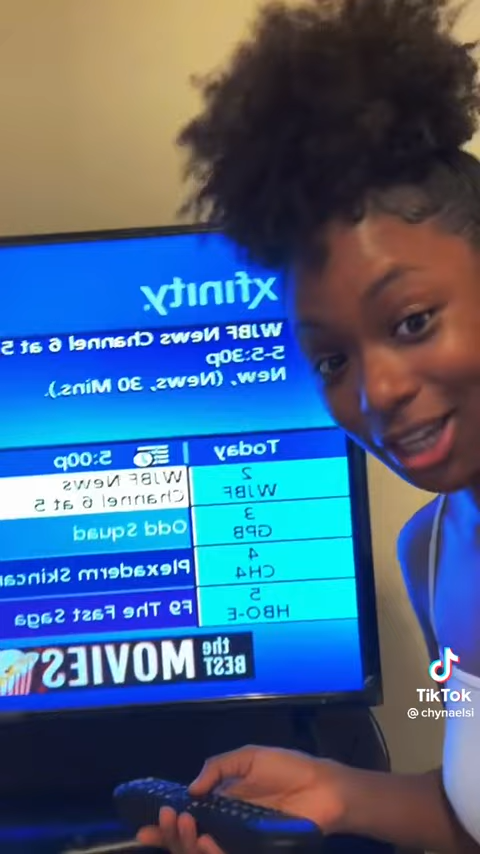 xfinity
WJBF News Channel 6 at 5
5-5:30p
New. (News, 30 Mins.).
Today
5:00p
2
WJBF
WJBF News
Channel 6 at 5
3
GPB
Odd Squad
4
CH4
Plexaderm Skincar
5
HBO-E
F9 The Fast Saga
the
BEST
MOVIES
TikTok
@ chynaelsi